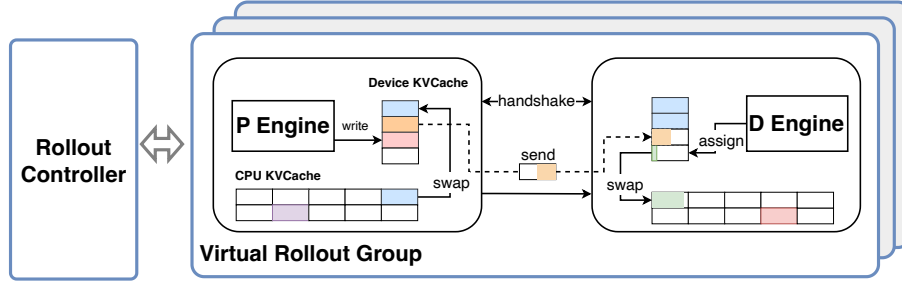 Rollout
Controller
Device KVCache
P Engine
write
CPU KVCache
swap
handshake
send
D Engine
assign
swap
Virtual Rollout Group